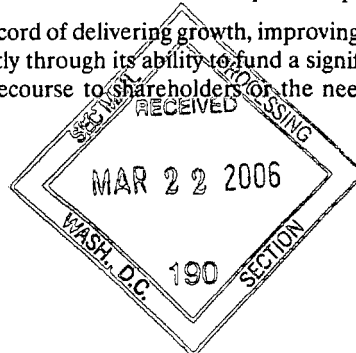 cord of delivering growth, improving
tly through its ability to fund a signif
ecourse to shareholders or the nee
SEC MAIL PROCESSING
RECEIVED
MAR 2 2 2006
WASH., D.C. SECTION
190